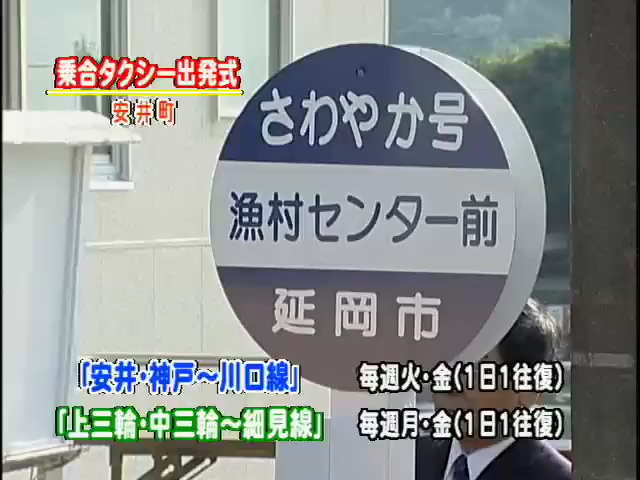 乗合タクシー出発式
安井町
さわやか号
漁村センター前
延岡市
「安井・神戸～川口線」 毎週火・金(1日1往復)
「上三輪・中三輪～細見線」 毎週月・金(1日1往復)